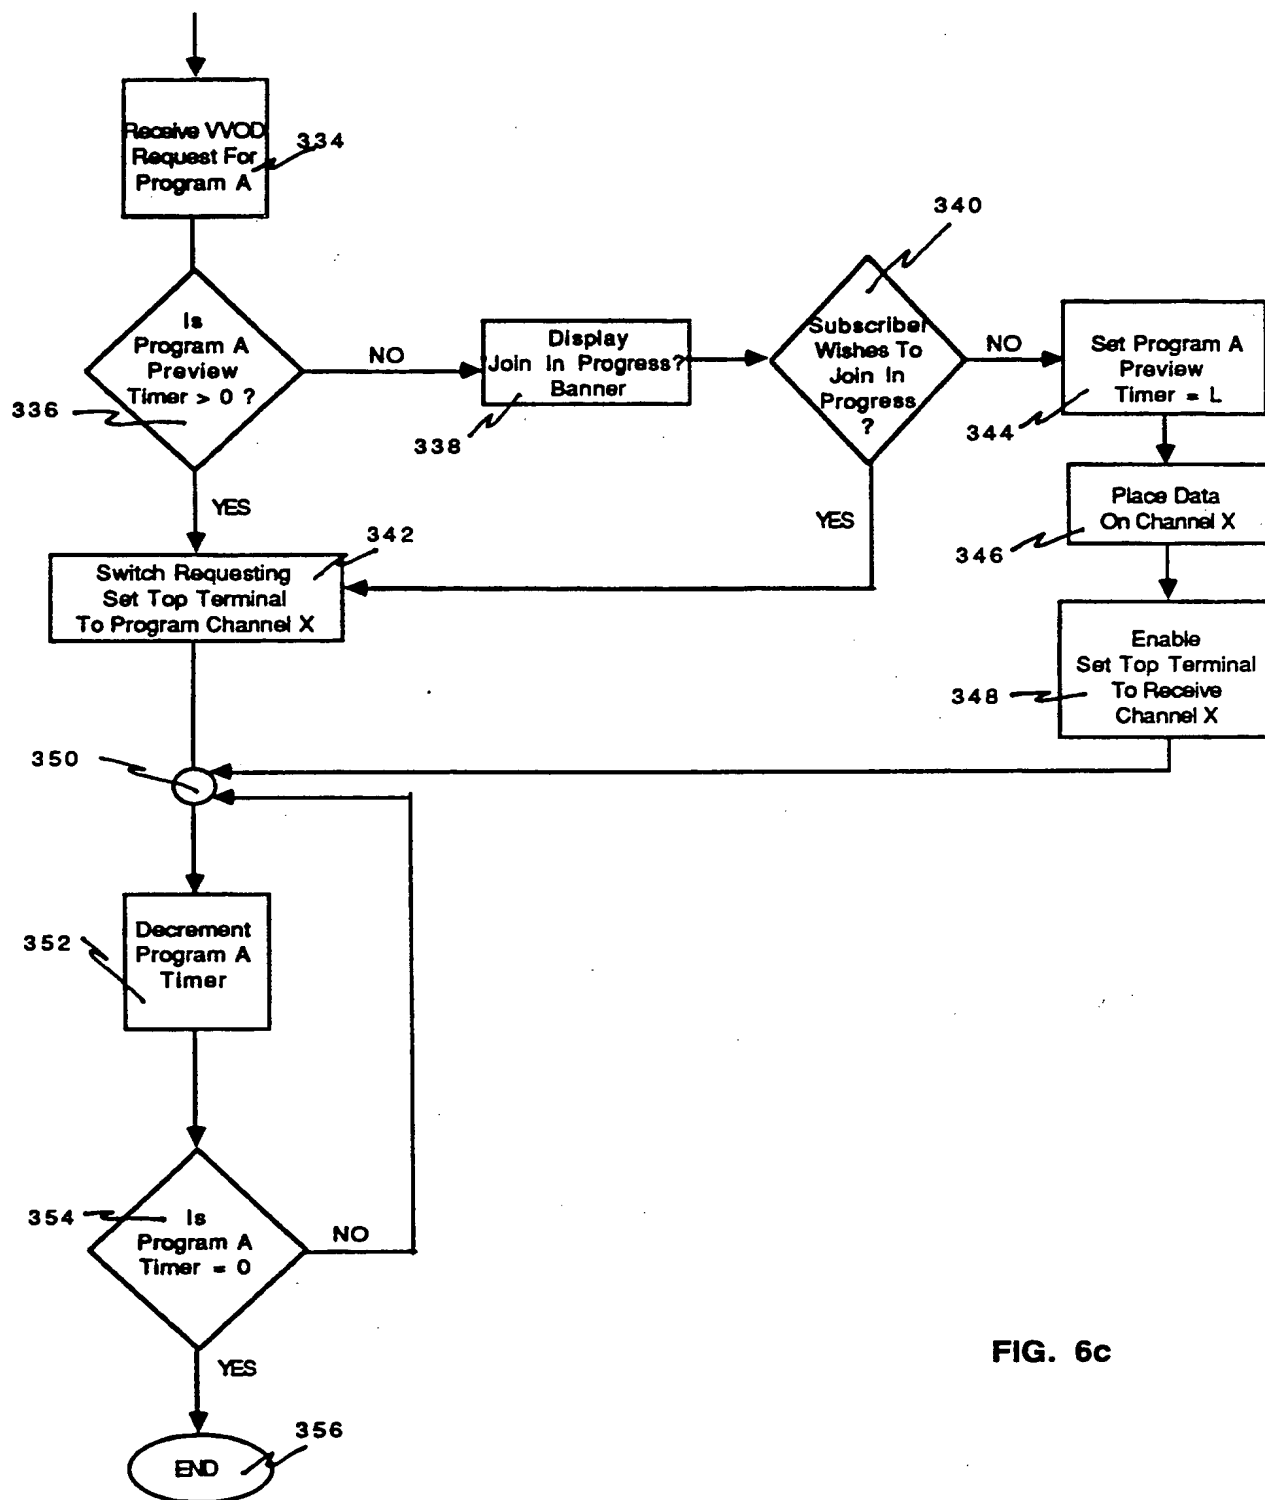 Receive VVOD
Request For
Program A
334
Is
Program A
Preview
Timer > 0 ?
336
NO
Display
Join In Progress?
Banner
338
340
Subscriber
Wishes To
Join In
Progress
?
NO
Set Program A
Preview
Timer = L
344
YES
YES
Place Data
On Channel X
346
342
Switch Requesting
Set Top Terminal
To Program Channel X
Enable
Set Top Terminal
To Receive
Channel X
348
350
Decrement
Program A
Timer
352
354
Is
Program A
Timer = 0
NO
YES
FIG. 6c
END
356